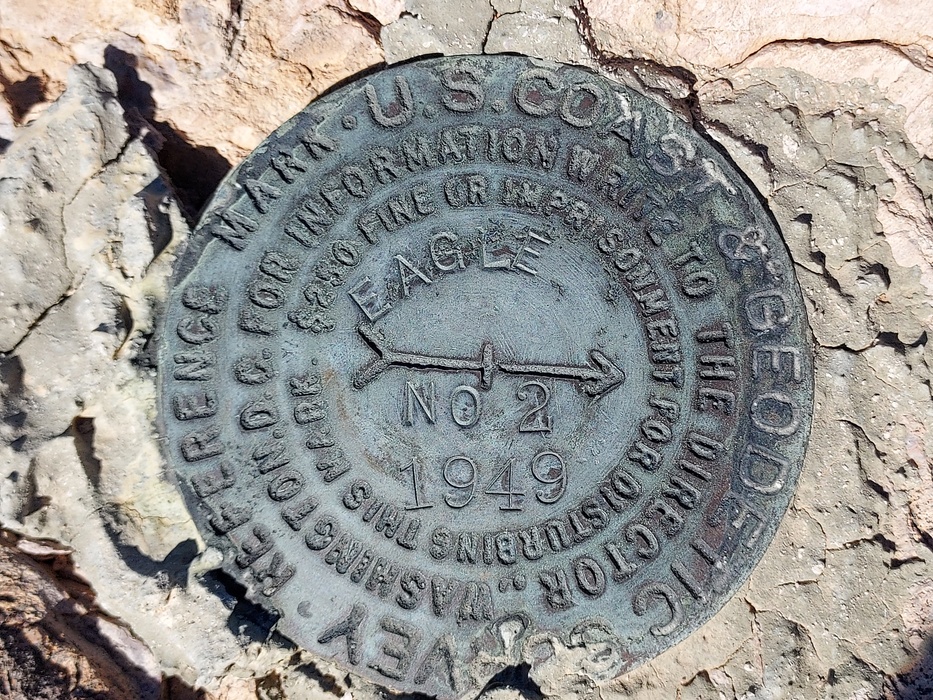 U.S. COAST & GEODETIC SURVEY
REFERENCE MARK
FOR INFORMATION WRITE TO THE DIRECTOR, WASHINGTON, D.C.
$250 FINE OR IMPRISONMENT FOR DISTURBING THIS MARK.
EAGLE
NO 2
1949